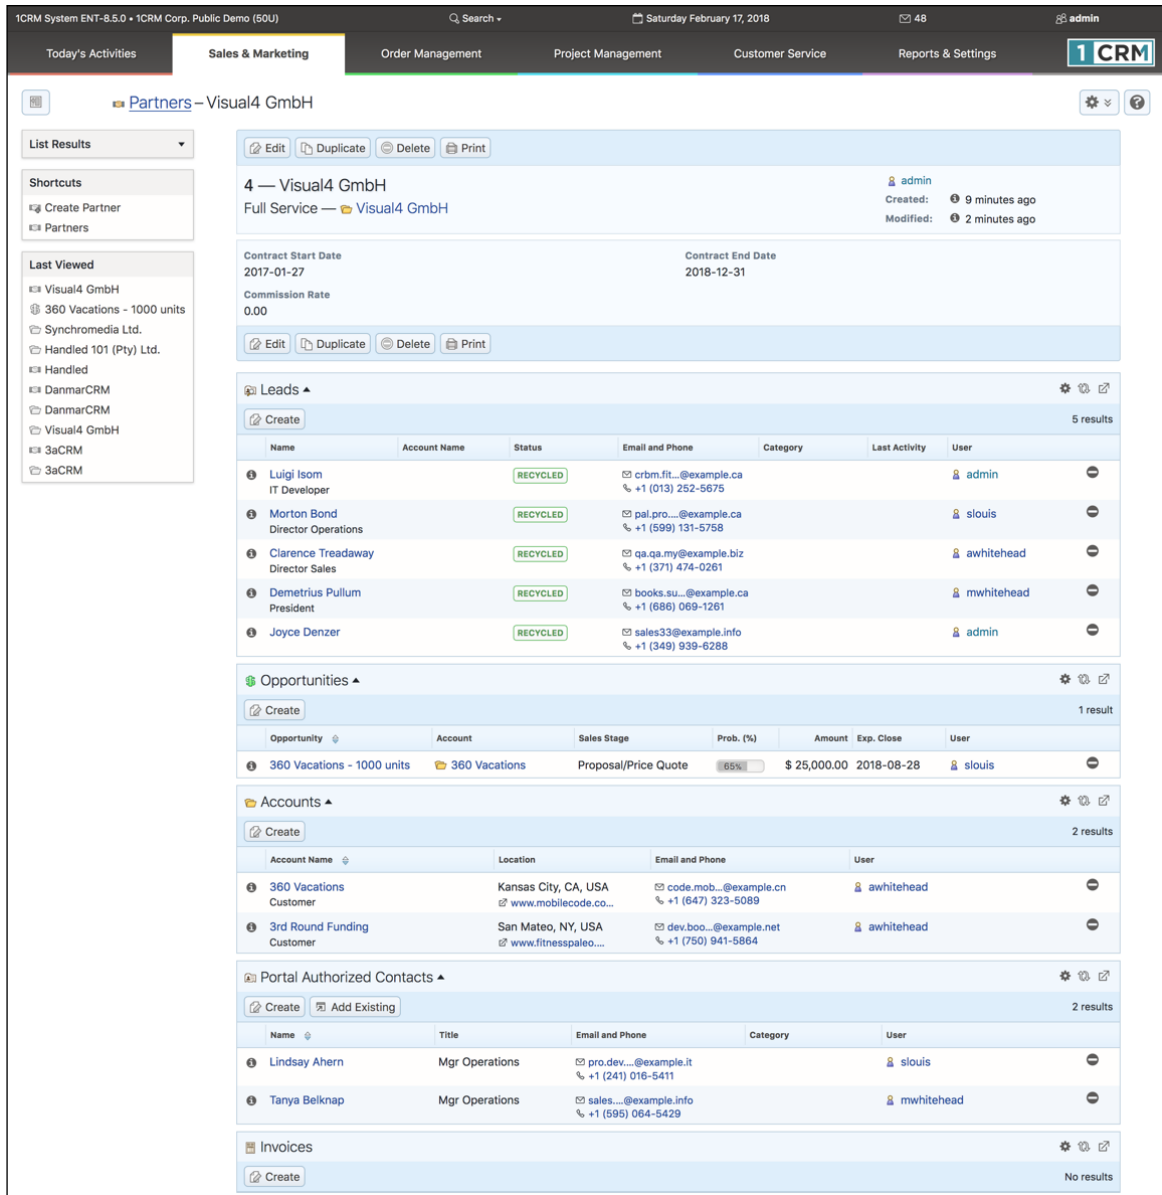 1CRM System ENT-8.5.0 • 1CRM Corp. Public Demo (50U)
Search
Saturday February 17, 2018
48
admin
Today's Activities
Sales & Marketing
Order Management
Project Management
Customer Service
Reports & Settings
1 CRM
Partners – Visual4 GmbH
List Results
Shortcuts
Create Partner
Partners
Last Viewed
Visual4 GmbH
360 Vacations - 1000 units
Synchromedia Ltd.
Handled 101 (Pty) Ltd.
Handled
DanmarCRM
DanmarCRM
Visual4 GmbH
3aCRM
3aCRM
Edit Duplicate Delete Print
4 — Visual4 GmbH
Full Service — Visual4 GmbH
admin
Created: 9 minutes ago
Modified: 2 minutes ago
Contract Start Date
2017-01-27
Contract End Date
2018-12-31
Commission Rate
0.00
Edit Duplicate Delete Print
Leads
Create 5 results
Name Account Name Status Email and Phone Category Last Activity User
Luigi Isom RECYCLED crbm.fit...@example.ca admin
IT Developer +1 (013) 252-5675
Morton Bond RECYCLED pal.pro....@example.ca slouis
Director Operations +1 (599) 131-5758
Clarence Treadaway RECYCLED qa.qa.my@example.biz awhitehead
Director Sales +1 (371) 474-0261
Demetrius Pullum RECYCLED books.su...@example.ca mwhitehead
President +1 (686) 069-1261
Joyce Denzer RECYCLED sales33@example.info admin
+1 (349) 939-6288
Opportunities
Create 1 result
Opportunity Account Sales Stage Prob. (%) Amount Exp. Close User
360 Vacations - 1000 units 360 Vacations Proposal/Price Quote 65% $ 25,000.00 2018-08-28 slouis
Accounts
Create 2 results
Account Name Location Email and Phone User
360 Vacations Kansas City, CA, USA code.mob...@example.cn awhitehead
Customer www.mobilecode.co... +1 (647) 323-5089
3rd Round Funding San Mateo, NY, USA dev.boo...@example.net awhitehead
Customer www.fitnesspaleo.... +1 (750) 941-5864
Portal Authorized Contacts
Create Add Existing 2 results
Name Title Email and Phone Category User
Lindsay Ahern Mgr Operations pro.dev....@example.it slouis
+1 (241) 016-5411
Tanya Belknap Mgr Operations sales....@example.info mwhitehead
+1 (595) 064-5429
Invoices
Create No results